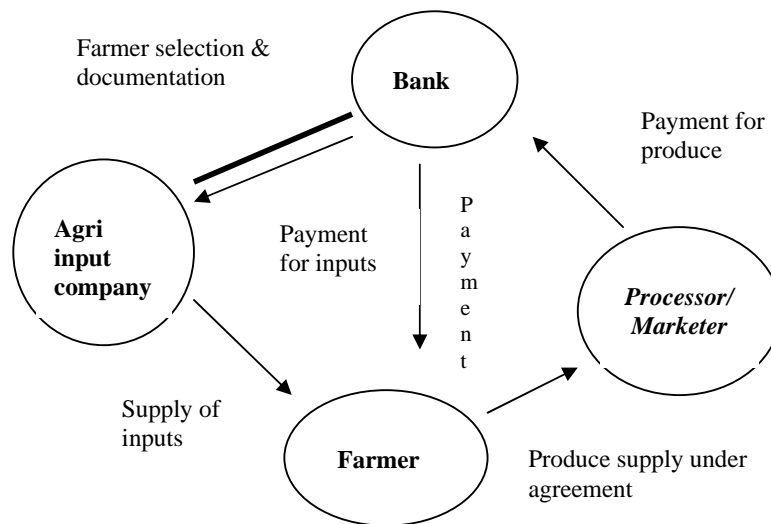 Farmer selection &
documentation
Bank
Payment for
produce
Agri
input
company
Payment
for inputs
P
a
y
m
e
n
t
Processor/
Marketer
Supply of
inputs
Farmer
Produce supply under
agreement